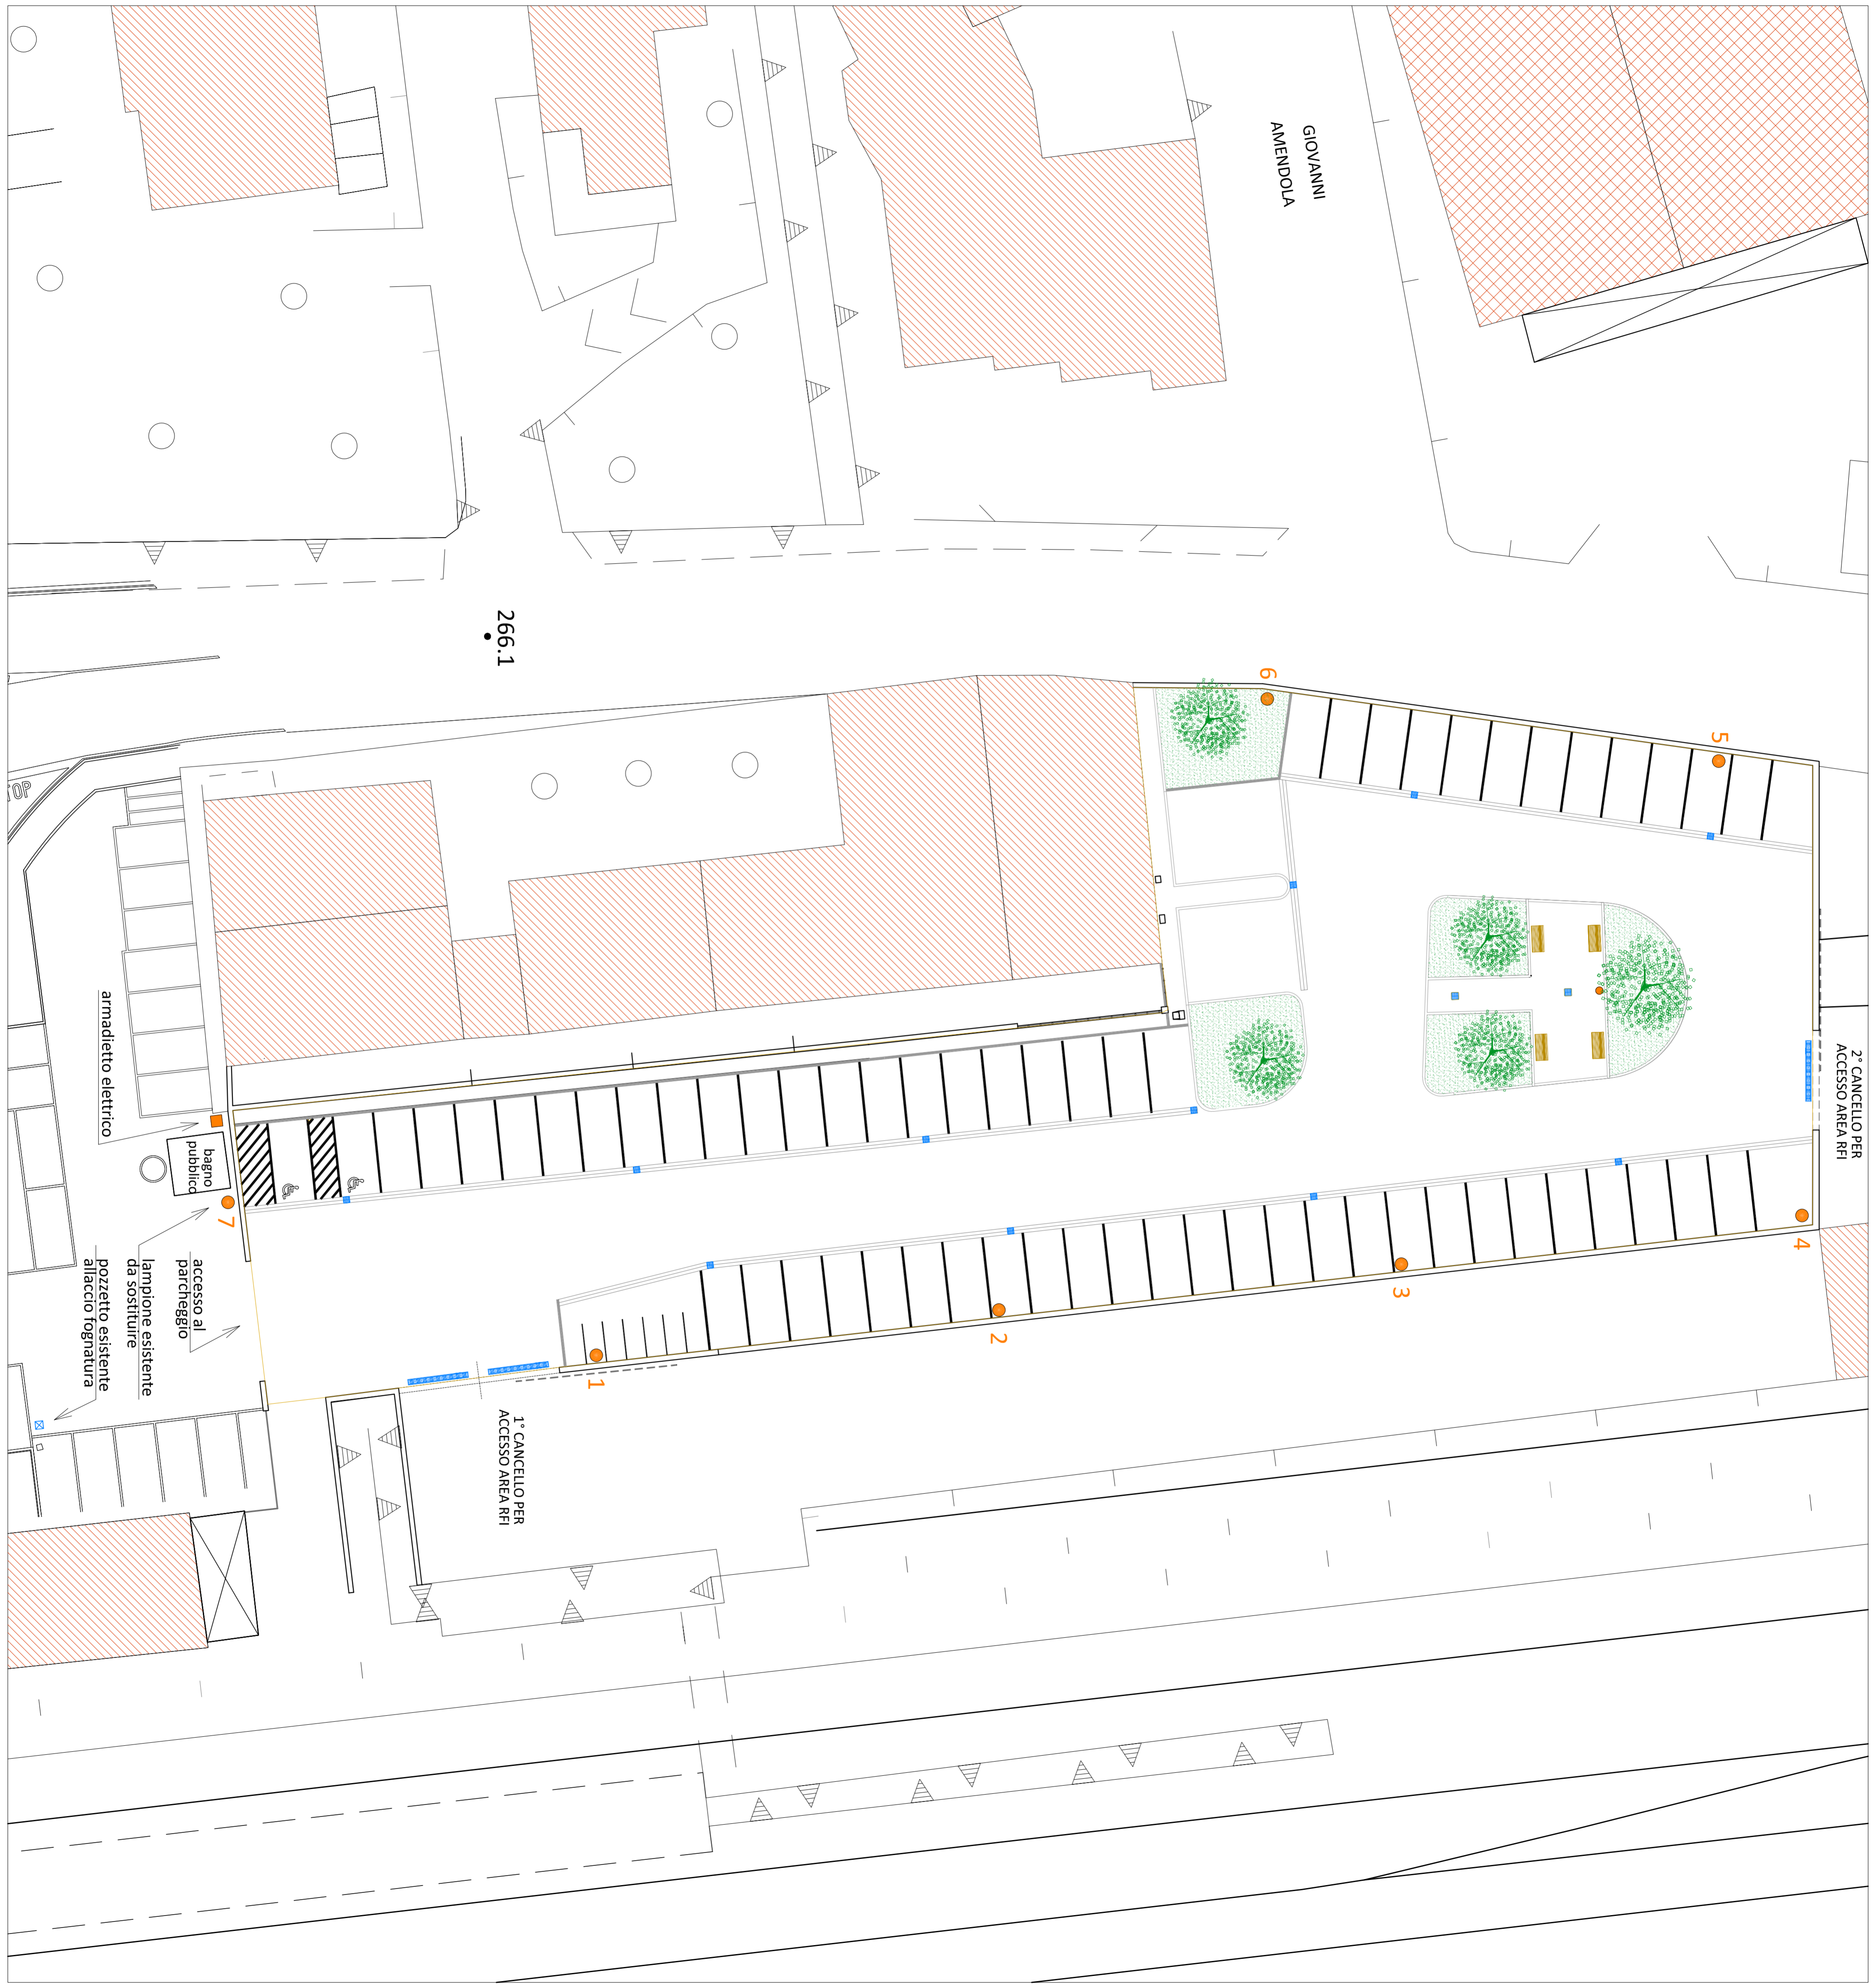 GIOVANNI
AMENDOLA
266.1
6
5
2° CANCELLO PER
ACCESSO AREA RFI
4
3
2
1
1° CANCELLO PER
ACCESSO AREA RFI
7
TOP
armadietto elettrico
bagno
pubblico
accesso al
parcheggio
lampione esistente
da sostituire
pozzetto esistente
allaccio fognatura